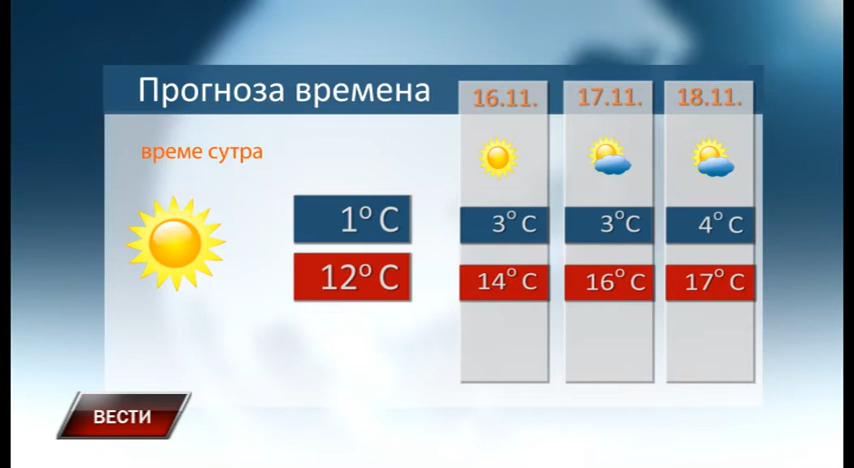 Прогноза времена
време сутра
1° C
12° C
16.11.
3° C
14° C
17.11.
3°C
16° C
18.11.
4° C
17° C
ВЕСТИ